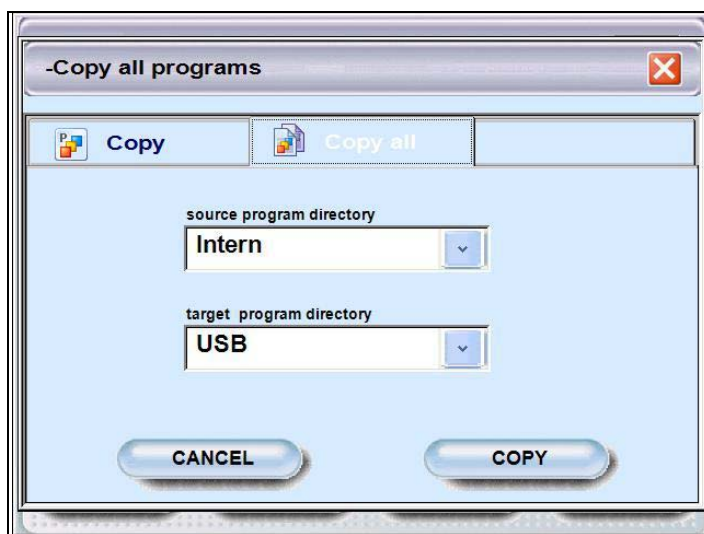 -Copy all programs
P
Copy
Copy all
source program directory
Intern
target program directory
USB
CANCEL
COPY